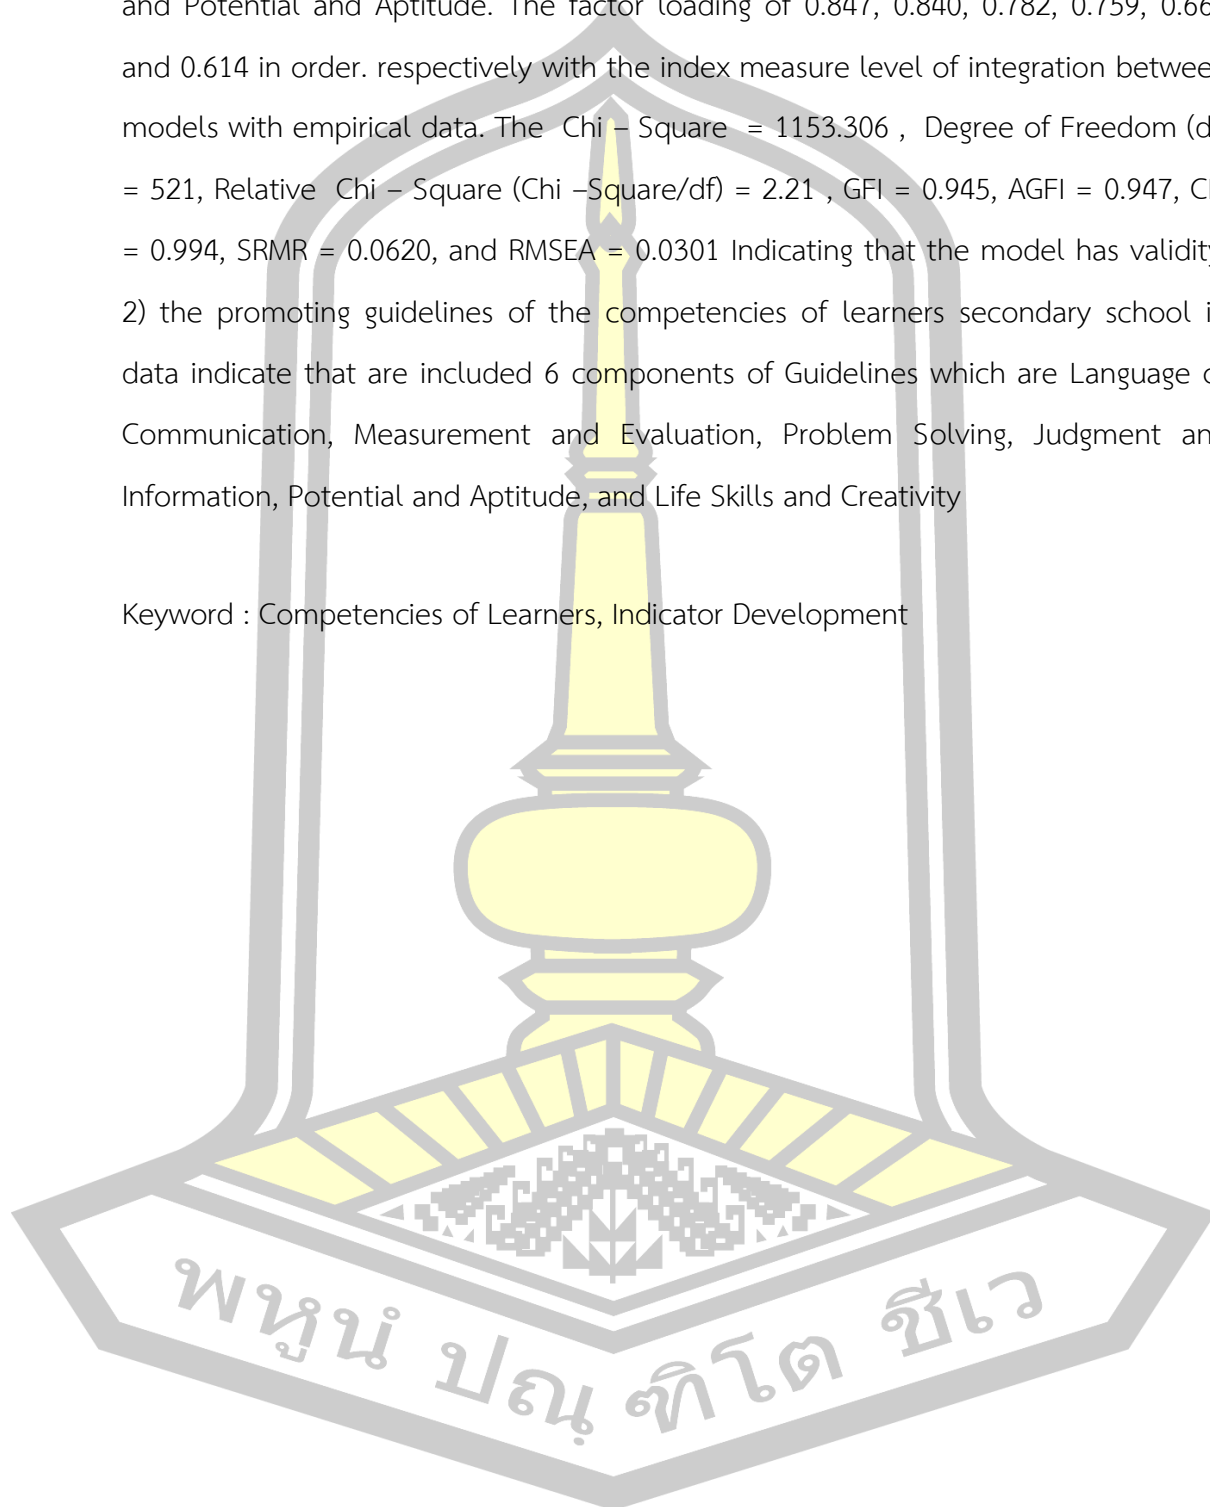 and Potential and Aptitude. The factor loading of 0.847, 0.840, 0.782, 0.759,
and 0.614 in order. respectively with the index measure level of integration
models with empirical data. The Chi – Square = 1153.306 , Degree of Freedom
= 521, Relative Chi – Square (Chi –Square/df) = 2.21 , GFI = 0.945, AGFI = 0.947,
= 0.994, SRMR = 0.0620, and RMSEA = 0.0301 Indicating that the model has validity
2) the promoting guidelines of the competencies of learners secondary school
data indicate that are included 6 components of Guidelines which are Language
Communication, Measurement and Evaluation, Problem Solving, Judgment
Information, Potential and Aptitude, and Life Skills and Creativity
Keyword : Competencies of Learners, Indicator Development
พหูนํ ปณฺฑิโต ชีเว